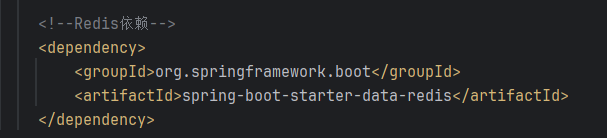 <!--Redis依赖-->
<dependency>
<groupId>org.springframework.boot</groupId>
<artifactId>spring-boot-starter-data-redis</artifactId>
</dependency>